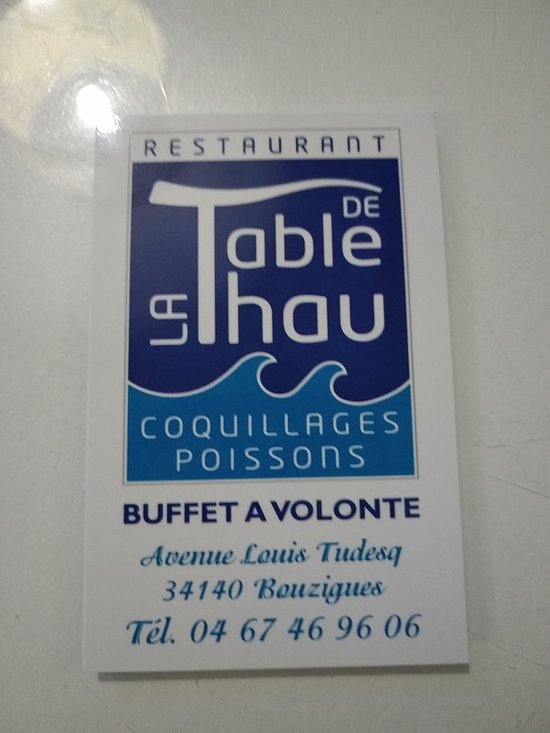 RESTAURANT
LA Table DE
Thau
COQUILLAGES
POISSONS
BUFFET A VOLONTE
Avenue Louis Tudesq
34140 Bouzigues
Tél. 04 67 46 96 06